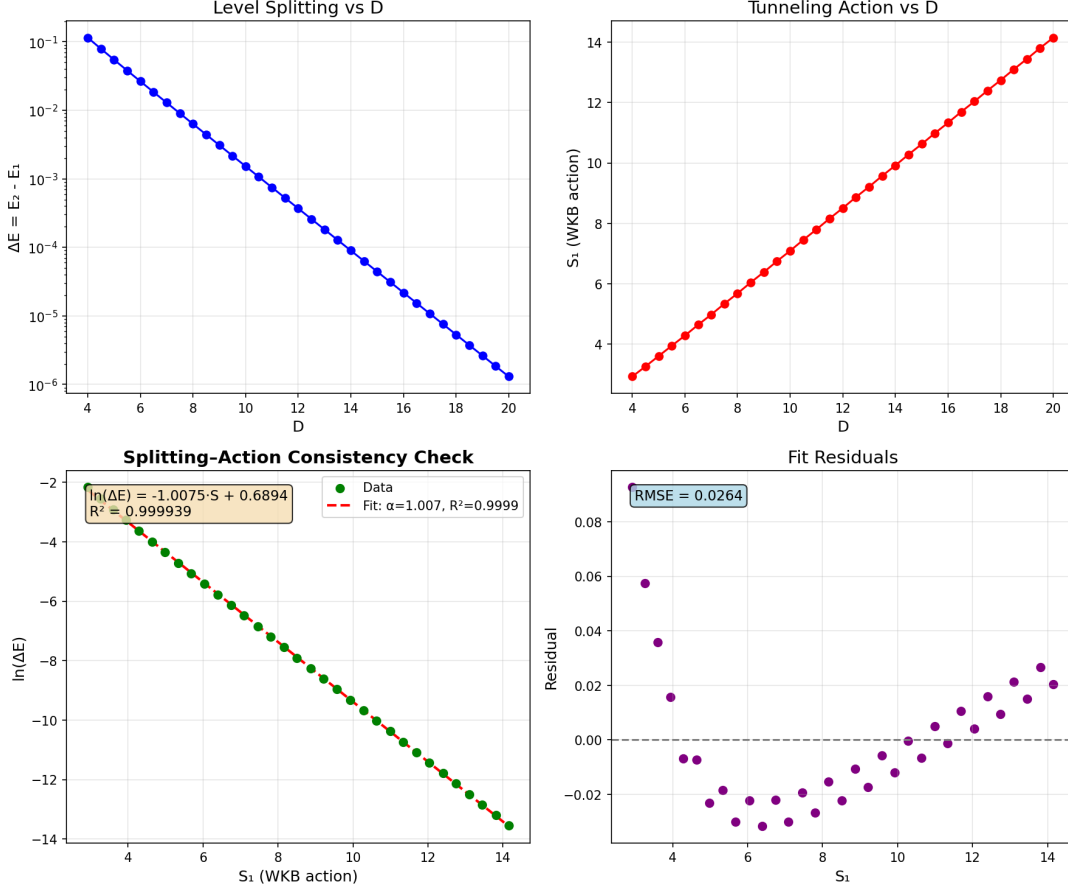 Level Splitting vs D
ΔE = E₂ - E₁
10⁻¹
10⁻²
10⁻³
10⁻⁴
10⁻⁵
10⁻⁶
4 6 8 10 12 14 16 18 20
D
Tunneling Action vs D
S₁ (WKB action)
14
12
10
8
6
4
4 6 8 10 12 14 16 18 20
D
Splitting–Action Consistency Check
ln(ΔE) = -1.0075·S + 0.6894
R² = 0.999939
Data
Fit: α=1.007, R²=0.9999
ln(ΔE)
−2
−4
−6
−8
−10
−12
−14
4 6 8 10 12 14
S₁ (WKB action)
Fit Residuals
RMSE = 0.0264
Residual
0.08
0.06
0.04
0.02
0.00
−0.02
4 6 8 10 12 14
S₁